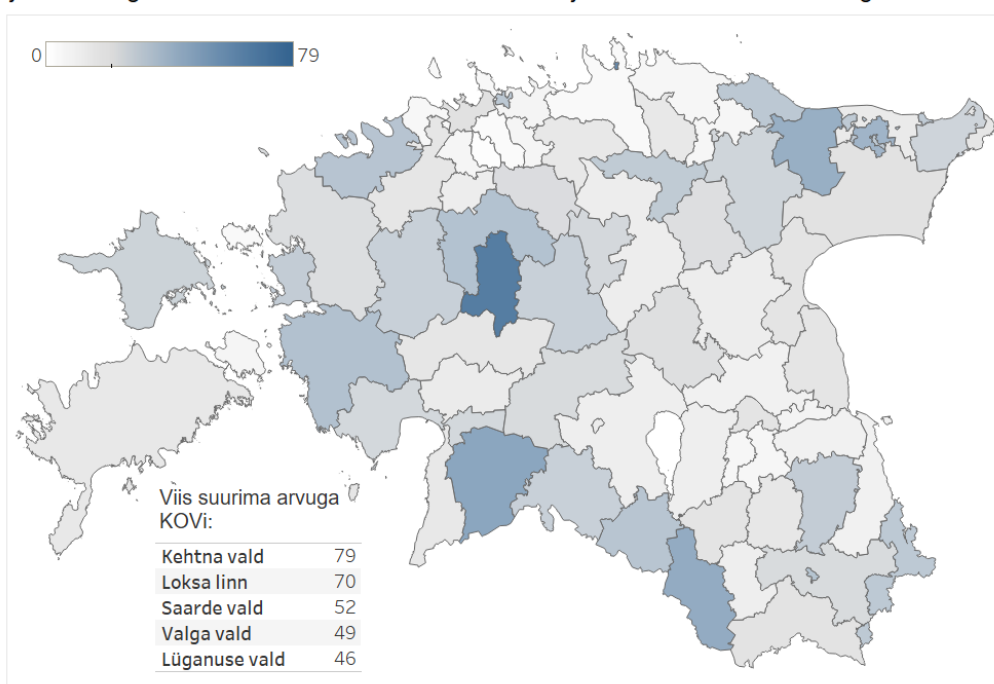 0
79
Viis suurima arvuga
KOVi:
Kehtna vald 79
Loksa linn 70
Saarde vald 52
Valga vald 49
Lüganuse vald 46